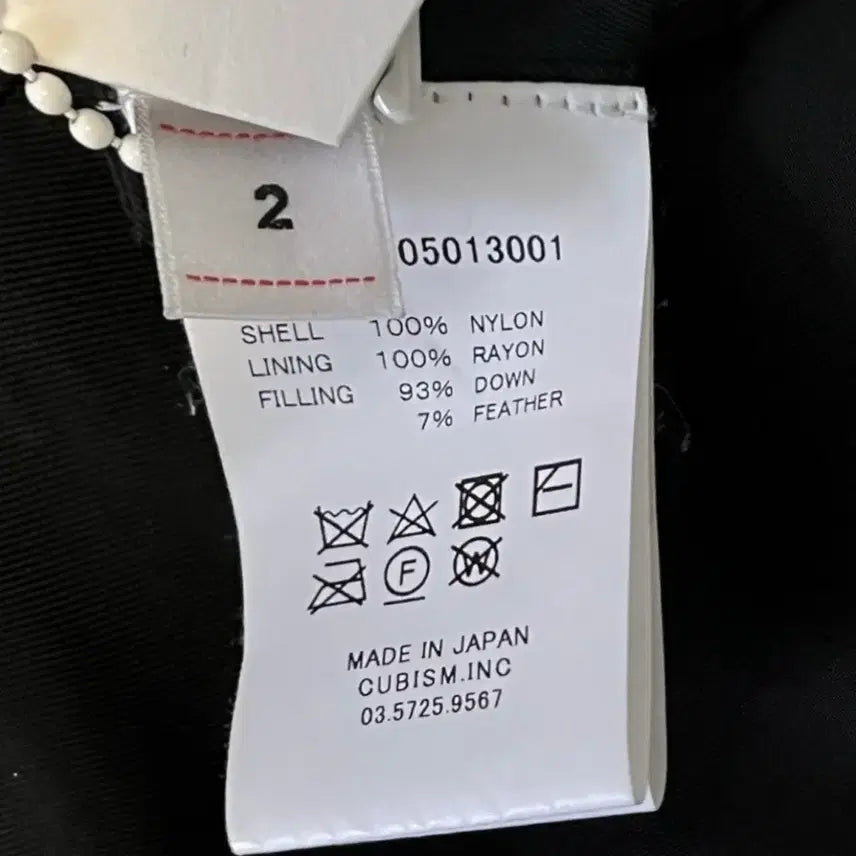 2
05013001
SHELL 100% NYLON
LINING 100% RAYON
FILLING 93% DOWN
7% FEATHER
F W
MADE IN JAPAN
CUBISM.INC
03.5725.9567